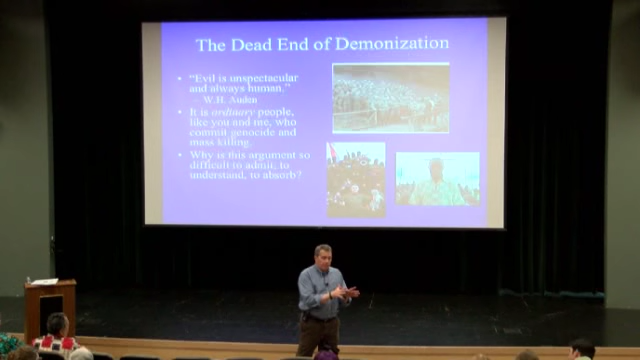 The Dead End of Demonization
• "Evil is unspectacular
and always human."
– W.H. Auden
• It is ordinary people,
like you and me, who
commit genocide and
mass killing.
• Why is this argument so
difficult to admit, to
understand, to absorb?